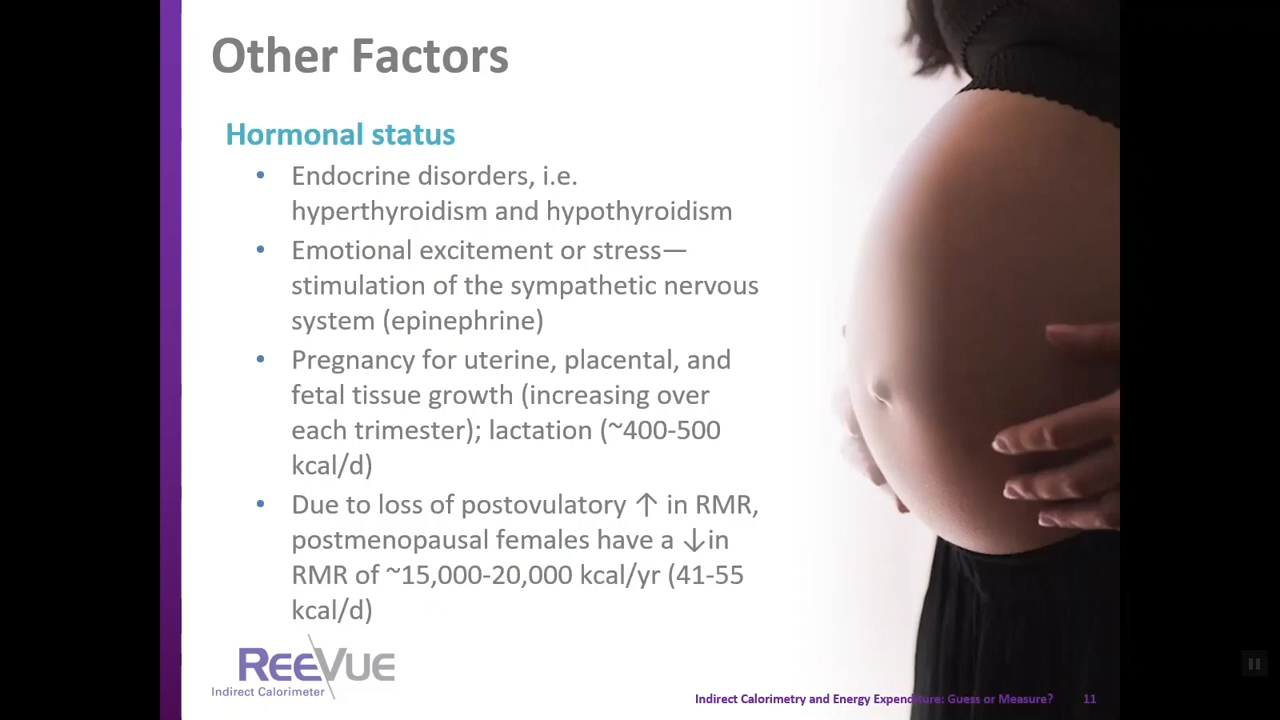 Other Factors
Hormonal status
• Endocrine disorders, i.e.
hyperthyroidism and hypothyroidism
• Emotional excitement or stress—
stimulation of the sympathetic nervous
system (epinephrine)
• Pregnancy for uterine, placental, and
fetal tissue growth (increasing over
each trimester); lactation (~400-500
kcal/d)
• Due to loss of postovulatory ↑ in RMR,
postmenopausal females have a ↓in
RMR of ~15,000-20,000 kcal/yr (41-55
kcal/d)
REEVUE
Indirect Calorimeter
Indirect Calorimetry and Energy Expenditure: Guess or Measure? 11